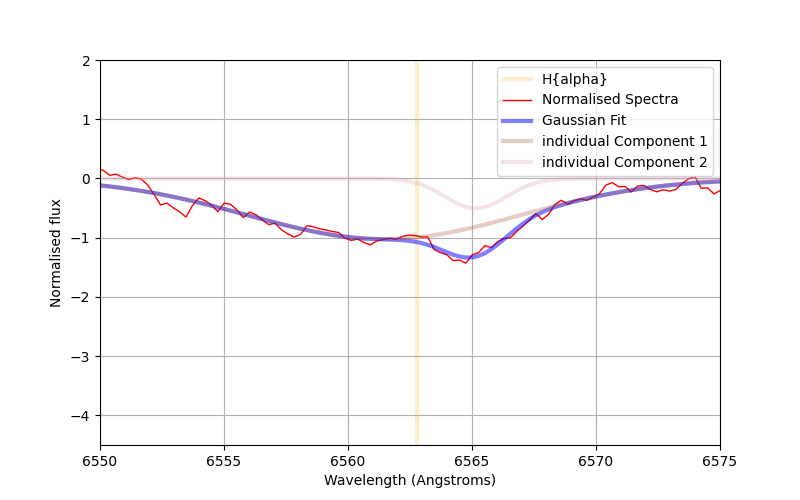 H{alpha}
Normalised Spectra
Gaussian Fit
individual Component 1
individual Component 2
2
1
0
−1
−2
−3
−4
Normalised flux
6550 6555 6560 6565 6570 6575
Wavelength (Angstroms)